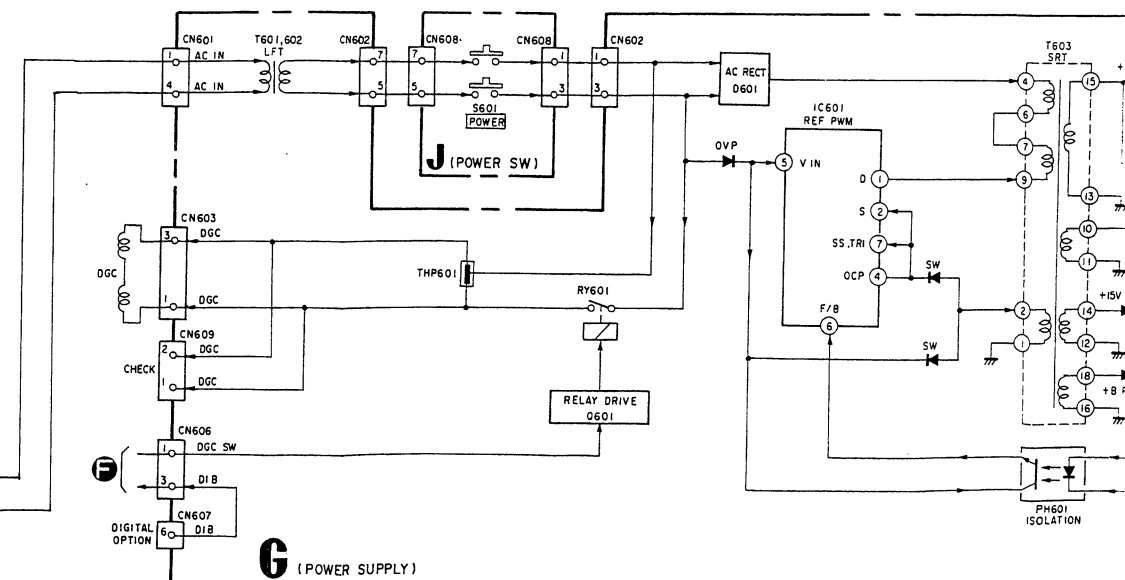 CN601
T601,602
LFT
CN602
CN608.
CN608
CN602
T603
SRT
1
AC IN
7
7
1
1
4
AC IN
5
5
3
3
AC RECT
D601
4
15
+
S601
POWER
6
IC601
REF PWM
J (POWER SW)
OVP
5
V IN
7
D
1
9
S
2
13
CN603
3
DGC
SS,TRI
7
10
THP601
OCP
4
SW
11
DGC
RY601
1
DGC
F/B
2
+15V
14
6
CN609
2
DGC
1
12
SW
CHECK
1
DGC
18
+8 P
RELAY DRIVE
Q601
16
CN606
1
DGC SW
F
3
DIB
CN607
DIGITAL
OPTION
6
DIB
PH601
ISOLATION
G (POWER SUPPLY)